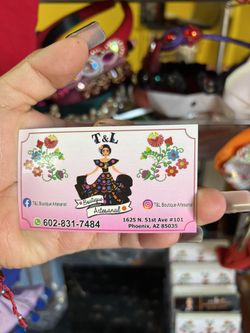 T&L
Boutique
Artesanal
T&L Boutique Artesanal
T&L Boutique Artesanal
602-831-7484
1625 N. 51st Ave #101
Phoenix, AZ 85035